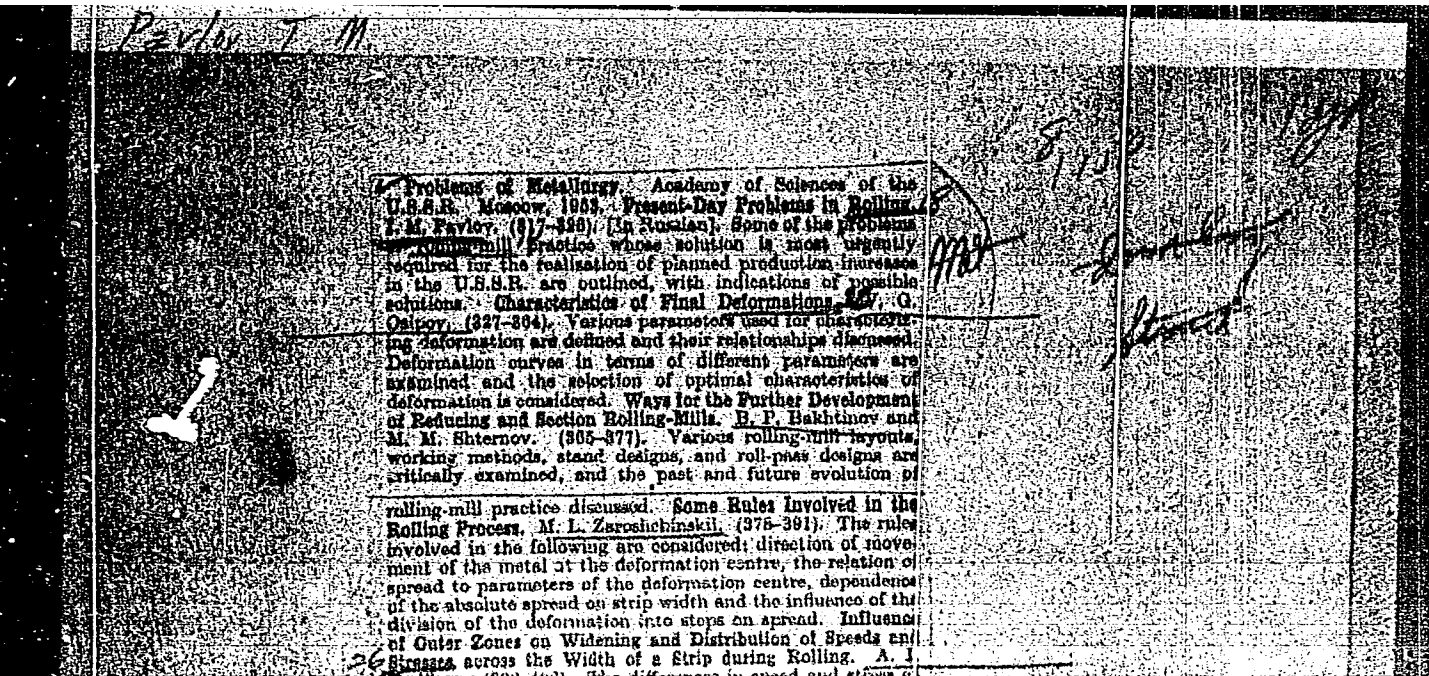 Pavlov I. M.
Problems of Metallurgy. Academy of Sciences of the
U.S.S.R. Moscow, 1953. Present-Day Problems in Rolling.
I. M. Pavlov. (317–326). [In Russian]. Some of the problems
rolling-mill practice whose solution is most urgently
required for the realisation of planned production increases
in the U.S.S.R. are outlined, with indications of possible
solutions. Characteristics of Final Deformations. V. G.
Osipov. (327–364). Various parameters used for characteris-
ing deformation are defined and their relationships discussed.
Deformation curves in terms of different parameters are
examined and the selection of optimal characteristics of
deformation is considered. Ways for the Further Development
of Reducing and Section Rolling-Mills. B. P. Bakhtinov and
M. M. Shternov. (365–377). Various rolling-mill layouts,
working methods, stand designs, and roll-pass designs are
critically examined, and the past and future evolution of
rolling-mill practice discussed. Some Rules Involved in the
Rolling Process. M. L. Zaroshchinskii. (378–391). The rules
involved in the following are considered: direction of move-
ment of the metal at the deformation centre, the relation of
spread to parameters of the deformation centre, dependence
of the absolute spread on strip width and the influence of the
division of the deformation into steps on spread. Influence
of Outer Zones on Widening and Distribution of Speeds and
Stresses across the Width of a Strip during Rolling. A. I.
The differences in speed and stress